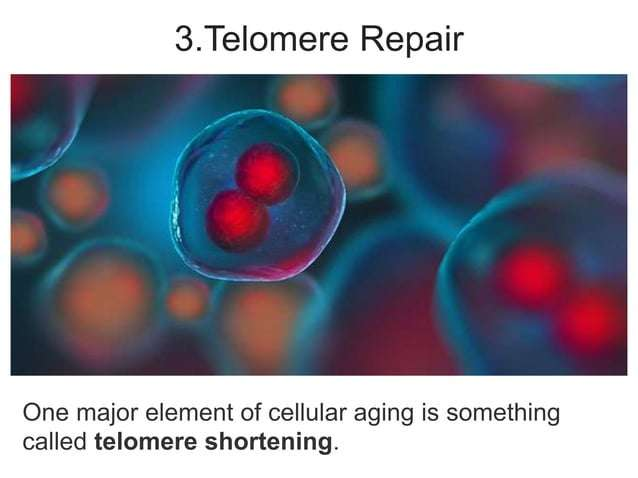 3.Telomere Repair
One major element of cellular aging is something
called telomere shortening.